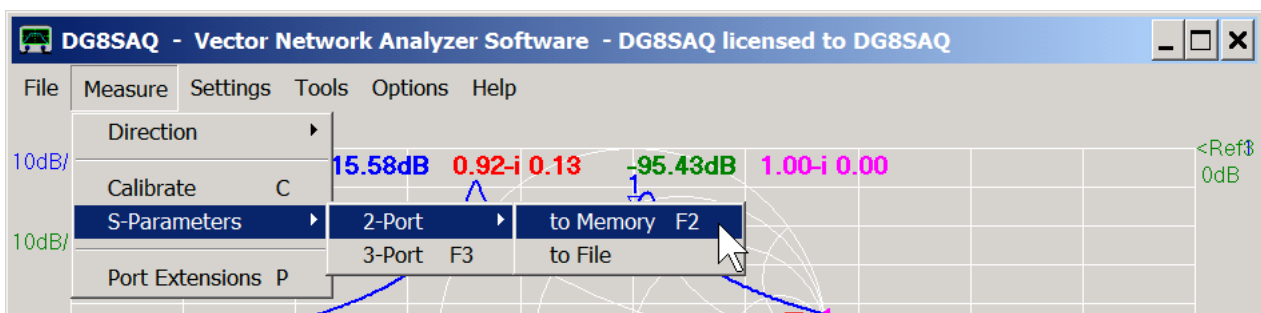 DG8SAQ - Vector Network Analyzer Software - DG8SAQ licensed to DG8SAQ
File Measure Settings Tools Options Help
Direction
10dB/ 15.58dB 0.92-i 0.13 -95.43dB 1.00-i 0.00 <Ref3
0dB
Calibrate C
1
S-Parameters 2-Port to Memory F2
10dB/ 3-Port F3 to File
Port Extensions P